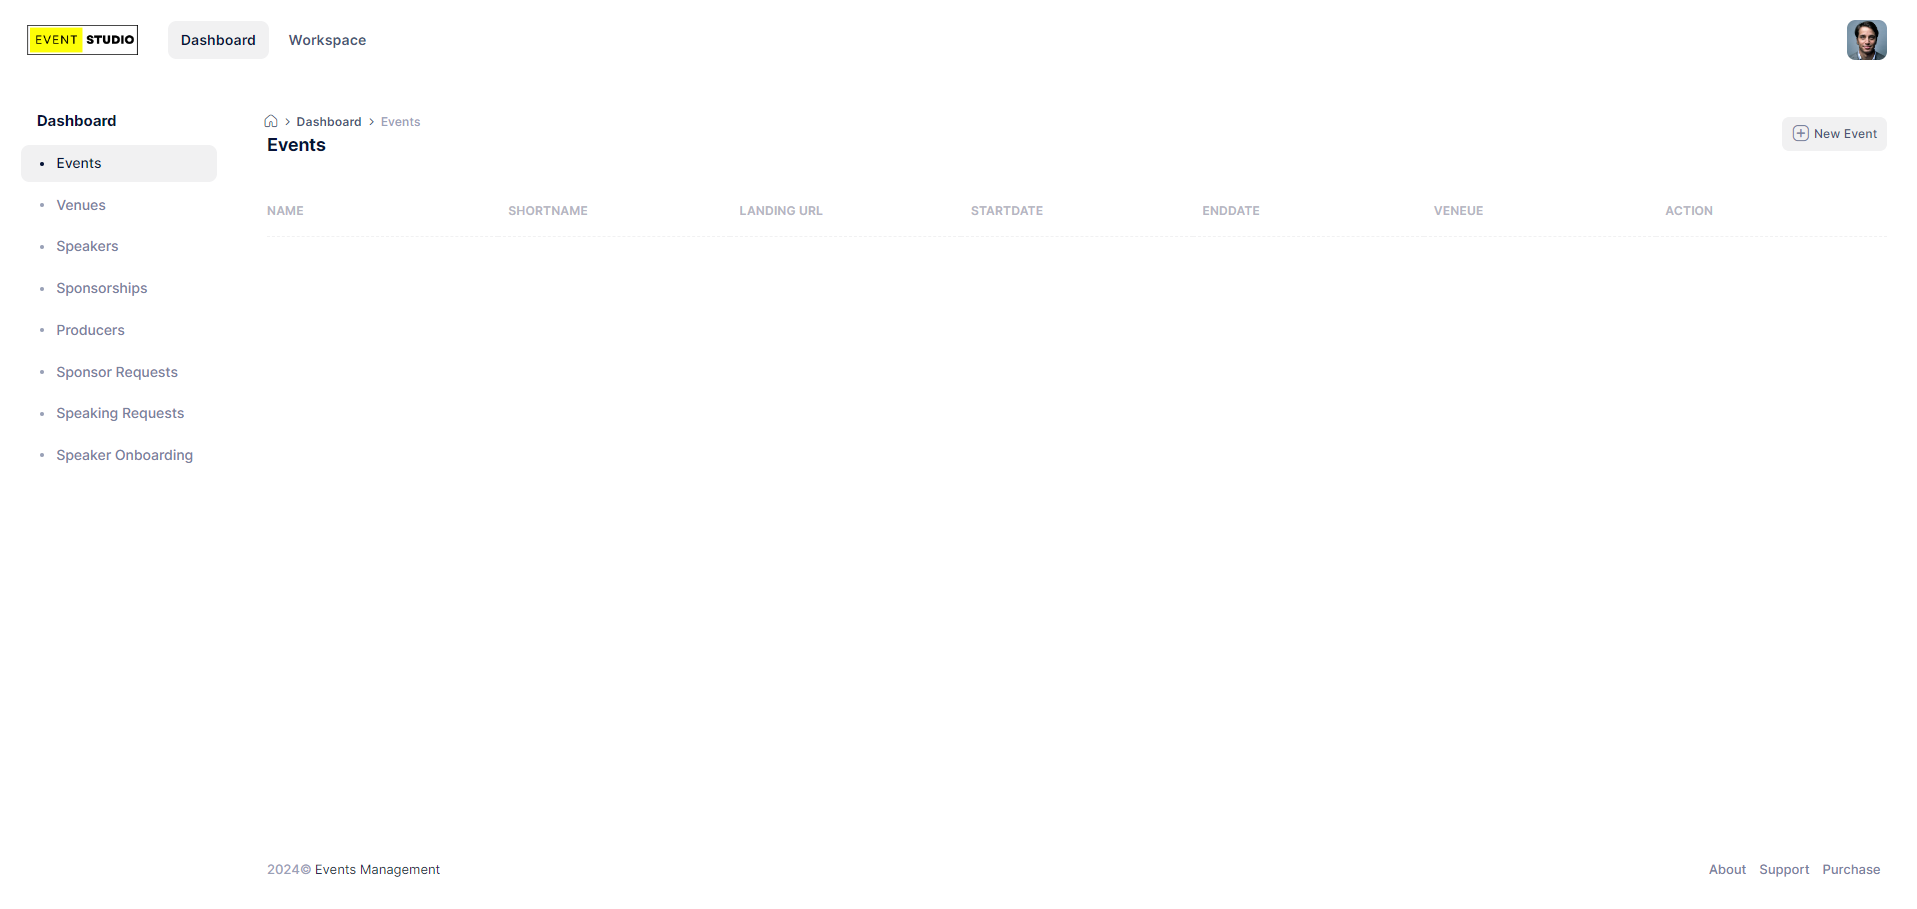 EVENT STUDIO
Dashboard
Workspace
Dashboard
Events
Venues
Speakers
Sponsorships
Producers
Sponsor Requests
Speaking Requests
Speaker Onboarding
Dashboard Events
Events
New Event
NAME SHORTNAME LANDING URL STARTDATE ENDDATE VENEUE ACTION
2024© Events Management
About Support Purchase